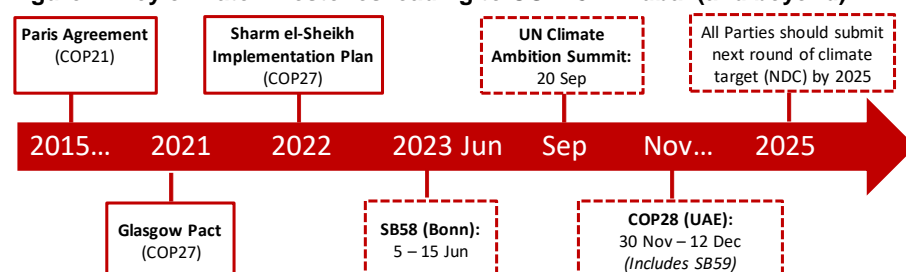 Paris Agreement
(COP21)
Sharm el-Sheikh
Implementation Plan
(COP27)
UN Climate
Ambition Summit:
20 Sep
All Parties should submit
next round of climate
target (NDC) by 2025
2015... 2021 2022 2023 Jun Sep Nov... 2025
Glasgow Pact
(COP27)
SB58 (Bonn):
5 – 15 Jun
COP28 (UAE):
30 Nov – 12 Dec
(Includes SB59)